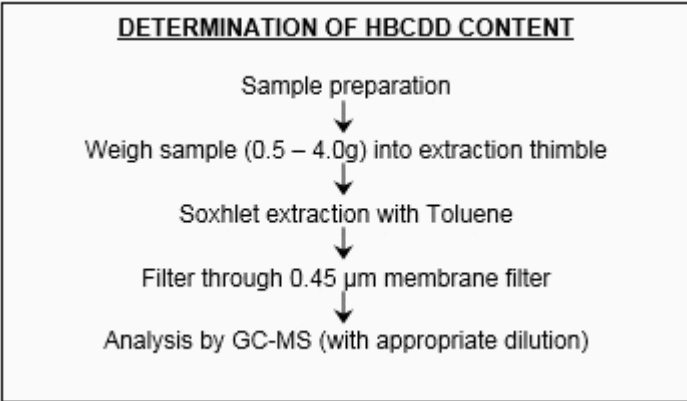 DETERMINATION OF HBCDD CONTENT
Sample preparation
Weigh sample (0.5 – 4.0g) into extraction thimble
Soxhlet extraction with Toluene
Filter through 0.45 µm membrane filter
Analysis by GC-MS (with appropriate dilution)